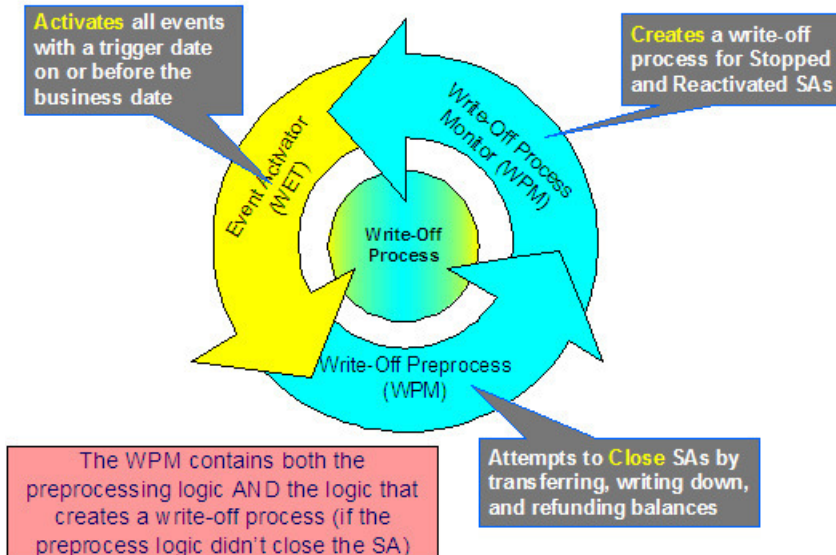 Activates all events
with a trigger date
on or before the
business date
Creates a write-off
process for Stopped
and Reactivated SAs
Event Activator
(WET)
Write-Off Process
Monitor (WPM)
Write-Off
Process
Write-Off Preprocess
(WPM)
Attempts to Close SAs by
transferring, writing down,
and refunding balances
The WPM contains both the
preprocessing logic AND the logic that
creates a write-off process (if the
preprocess logic didn't close the SA)